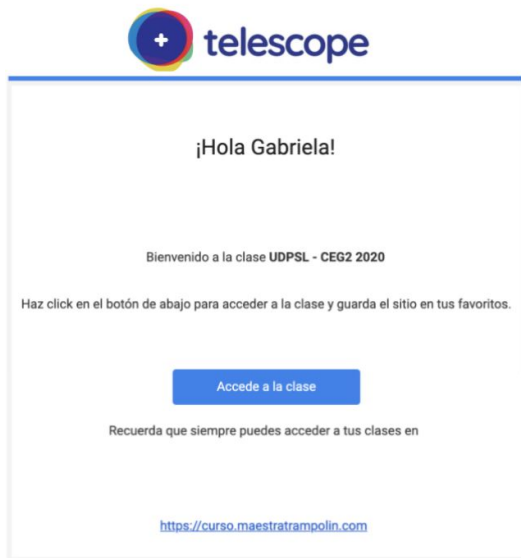 telescope
¡Hola Gabriela!
Bienvenido a la clase UDPSL - CEG2 2020
Haz click en el botón de abajo para acceder a la clase y guarda el sitio en tus favoritos.
Accede a la clase
Recuerda que siempre puedes acceder a tus clases en
https://curso.maestratrampolin.com